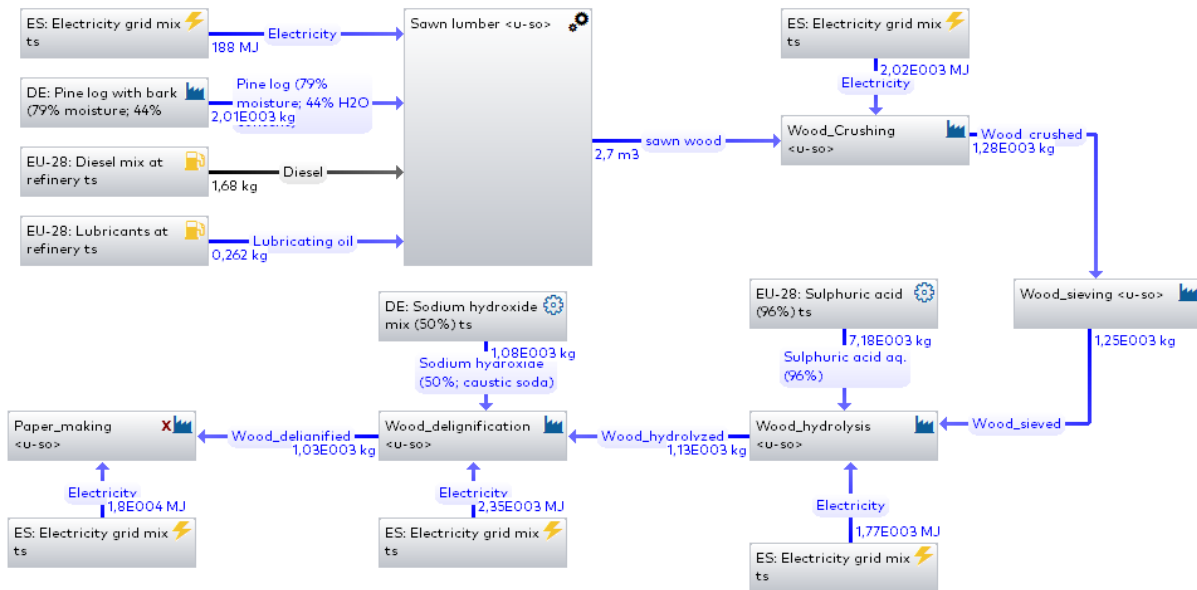 ES: Electricity grid mix
ts
Electricity
188 MJ
DE: Pine log with bark
(79% moisture; 44%
Pine log (79%
moisture; 44% H2O
2,01E003 kg
EU-28: Diesel mix at
refinery ts
Diesel
1,68 kg
EU-28: Lubricants at
refinery ts
Lubricating oil
0,262 kg
Sawn lumber <u-so>
sawn wood
2,7 m3
ES: Electricity grid mix
ts
2,02E003 MJ
Electricity
Wood_Crushing
<u-so>
Wood_crushed
1,28E003 kg
Wood_sieving <u-so>
1,25E003 kg
Wood_sieved
EU-28: Sulphuric acid
(96%) ts
7,18E003 kg
Sulphuric acid aq.
(96%)
Wood_hydrolysis
<u-so>
Electricity
1,77E003 MJ
ES: Electricity grid mix
ts
Wood_hydrolyzed
1,13E003 kg
DE: Sodium hydroxide
mix (50%) ts
1,08E003 kg
Sodium hydroxide
(50%; caustic soda)
Wood_delignification
<u-so>
Electricity
2,35E003 MJ
ES: Electricity grid mix
ts
Wood_delignified
1,03E003 kg
Paper_making
<u-so>
X
Electricity
1,8E004 MJ
ES: Electricity grid mix
ts